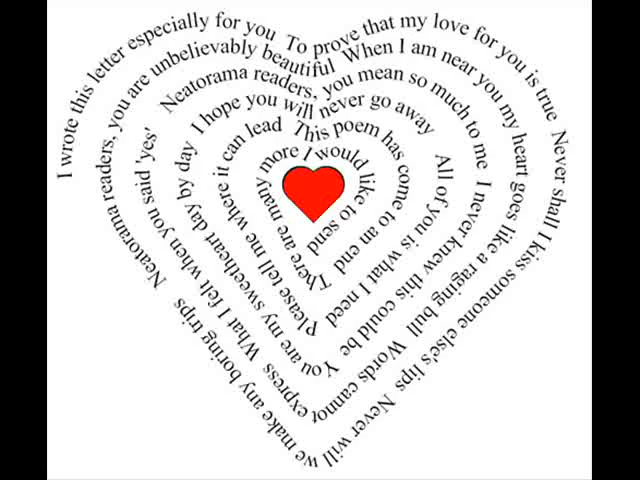 I wrote this letter especially for you
To prove that my love for you is true
Never shall I kiss someone else's lips
Never will we make any boring trips
Neatorama readers, you are unbelievably beautiful
When I am near you my heart goes like a raging bull
Words cannot express
What I felt when you said 'yes'
Neatorama readers, you mean so much to me
I never knew this could be
You are my sweetheart day by day
I hope you will never go away
All of you is what I need
Please tell me where it can lead
This poem has come to an end
There are many more I would like to send